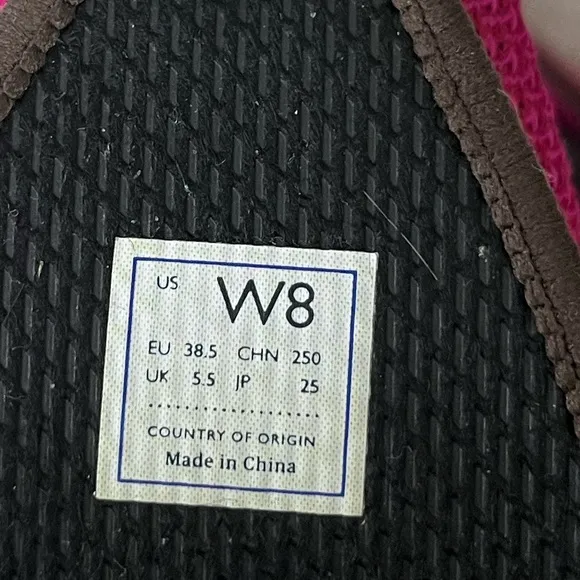 US W8
EU 38.5 CHN 250
UK 5.5 JP 25
COUNTRY OF ORIGIN
Made in China